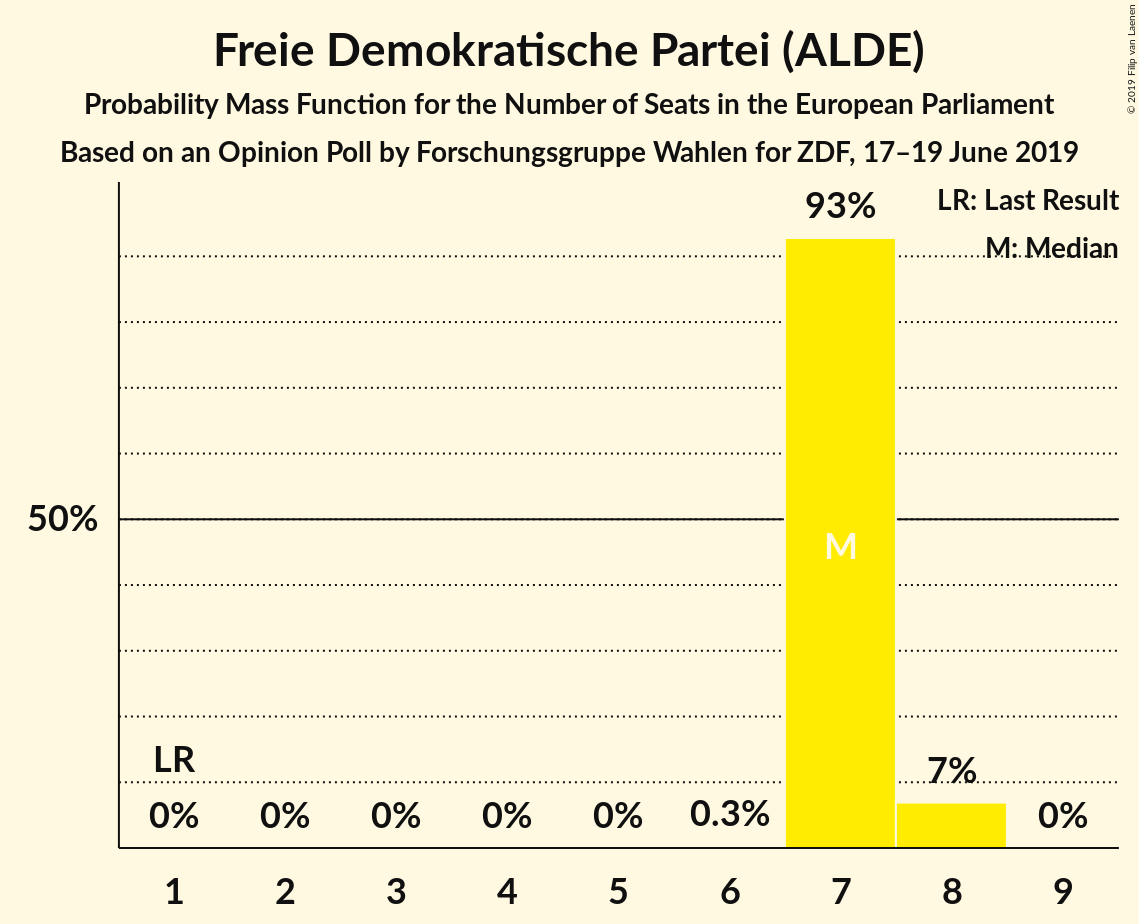 Freie Demokratische Partei (ALDE)
Probability Mass Function for the Number of Seats in the European Parliament
Based on an Opinion Poll by Forschungsgruppe Wahlen for ZDF, 17–19 June 2019
© 2019 Filip van Laenen
LR: Last Result
M: Median
93%
50%
M
LR
7%
0% 0% 0% 0% 0% 0.3% 0%
1 2 3 4 5 6 7 8 9